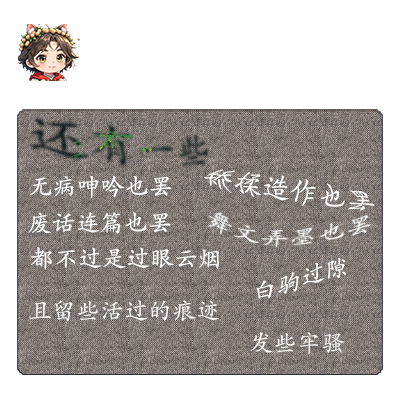 还有一些
无病呻吟也罢
矫揉造作也罢
废话连篇也罢
舞文弄墨也罢
都不过是过眼云烟
白驹过隙
且留些活过的痕迹
发些牢骚